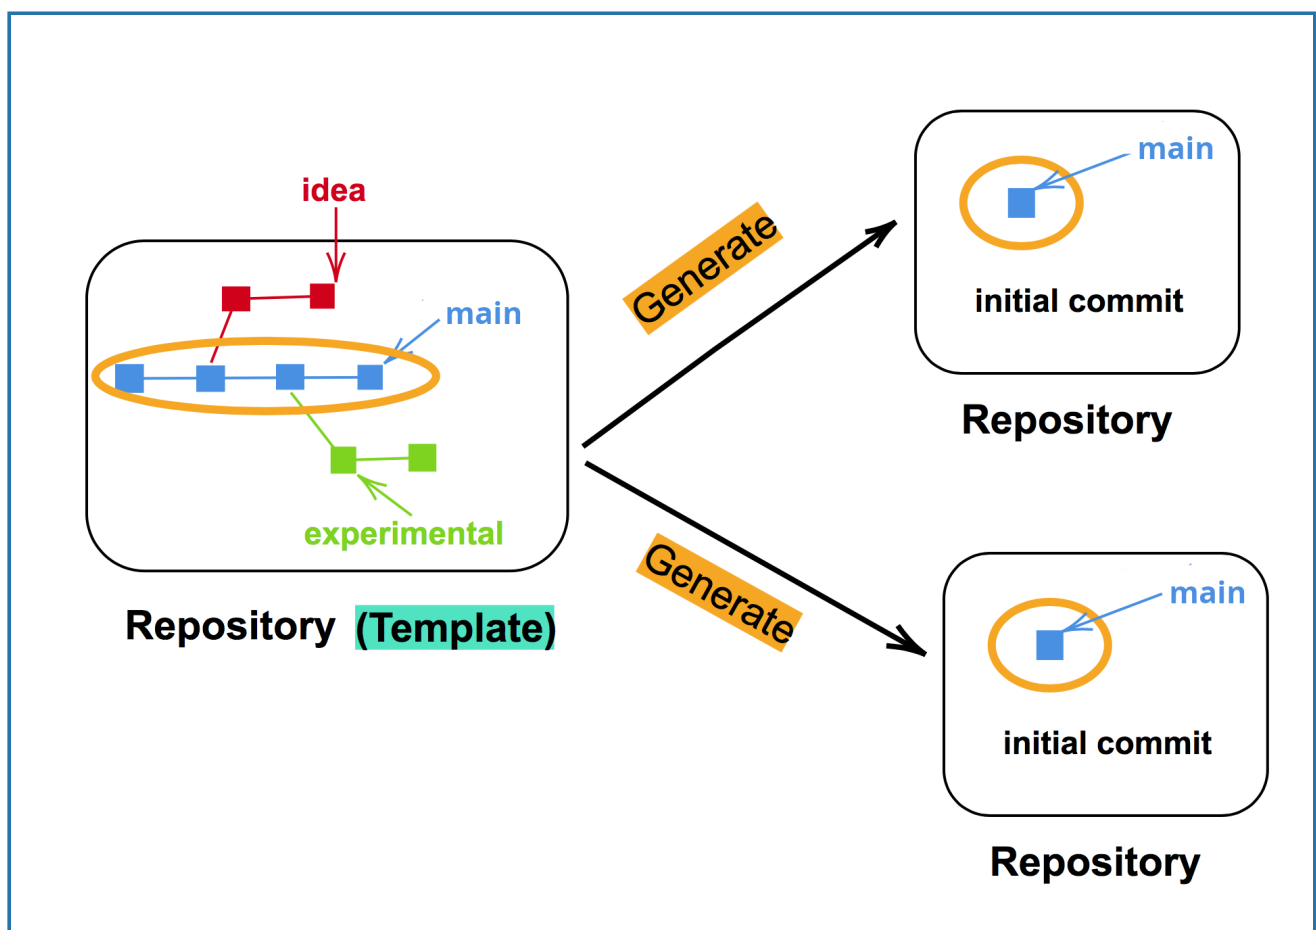 idea
main
experimental
Repository (Template)
Generate
Generate
main
initial commit
Repository
main
initial commit
Repository